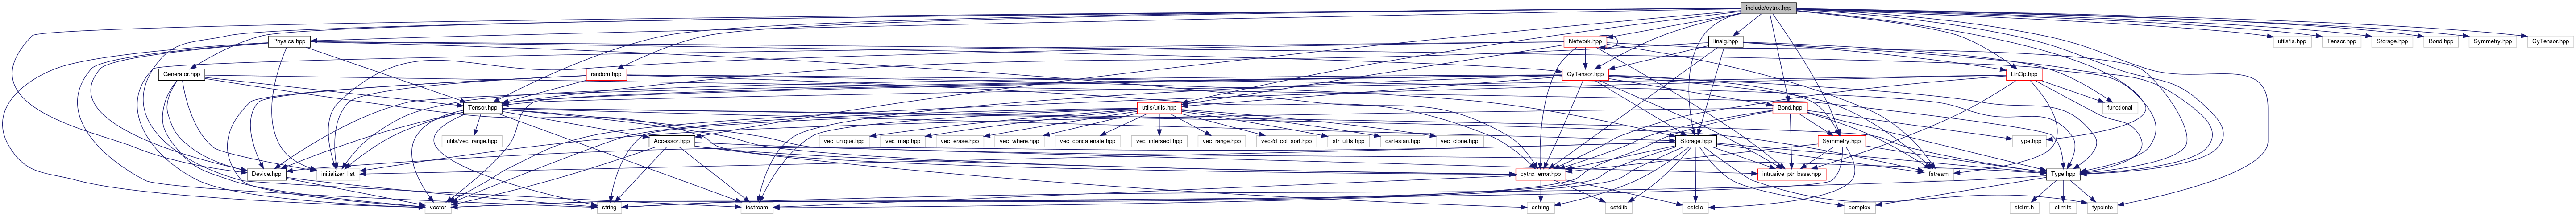 include/cytnx.hpp
Physics.hpp
Network.hpp
linalg.hpp
utils/is.hpp
Tensor.hpp
Storage.hpp
Bond.hpp
Symmetry.hpp
CyTensor.hpp
Generator.hpp
random.hpp
CyTensor.hpp
LinOp.hpp
Tensor.hpp
utils/utils.hpp
Bond.hpp
functional
utils/vec_range.hpp
Accessor.hpp
vec_unique.hpp
vec_map.hpp
vec_erase.hpp
vec_where.hpp
vec_concatenate.hpp
vec_intersect.hpp
vec_range.hpp
vec2d_col_sort.hpp
str_utils.hpp
cartesian.hpp
vec_clone.hpp
Storage.hpp
Symmetry.hpp
Type.hpp
Device.hpp
initializer_list
cytnx_error.hpp
intrusive_ptr_base.hpp
fstream
Type.hpp
vector
string
iostream
cstring
cstdlib
cstdio
complex
stdint.h
climits
typeinfo